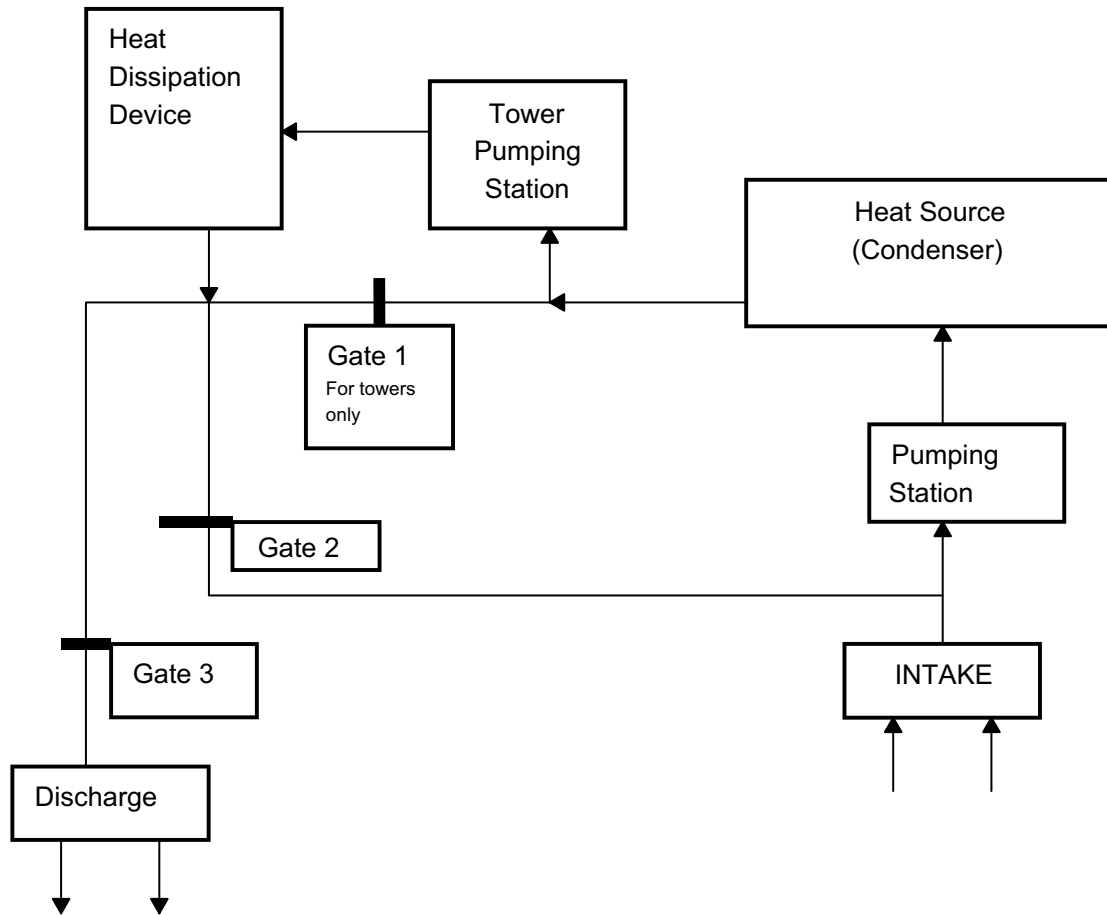 Heat
Dissipation
Device
Tower
Pumping
Station
Heat Source
(Condenser)
Gate 1
For towers
only
Pumping
Station
Gate 2
Gate 3
INTAKE
Discharge